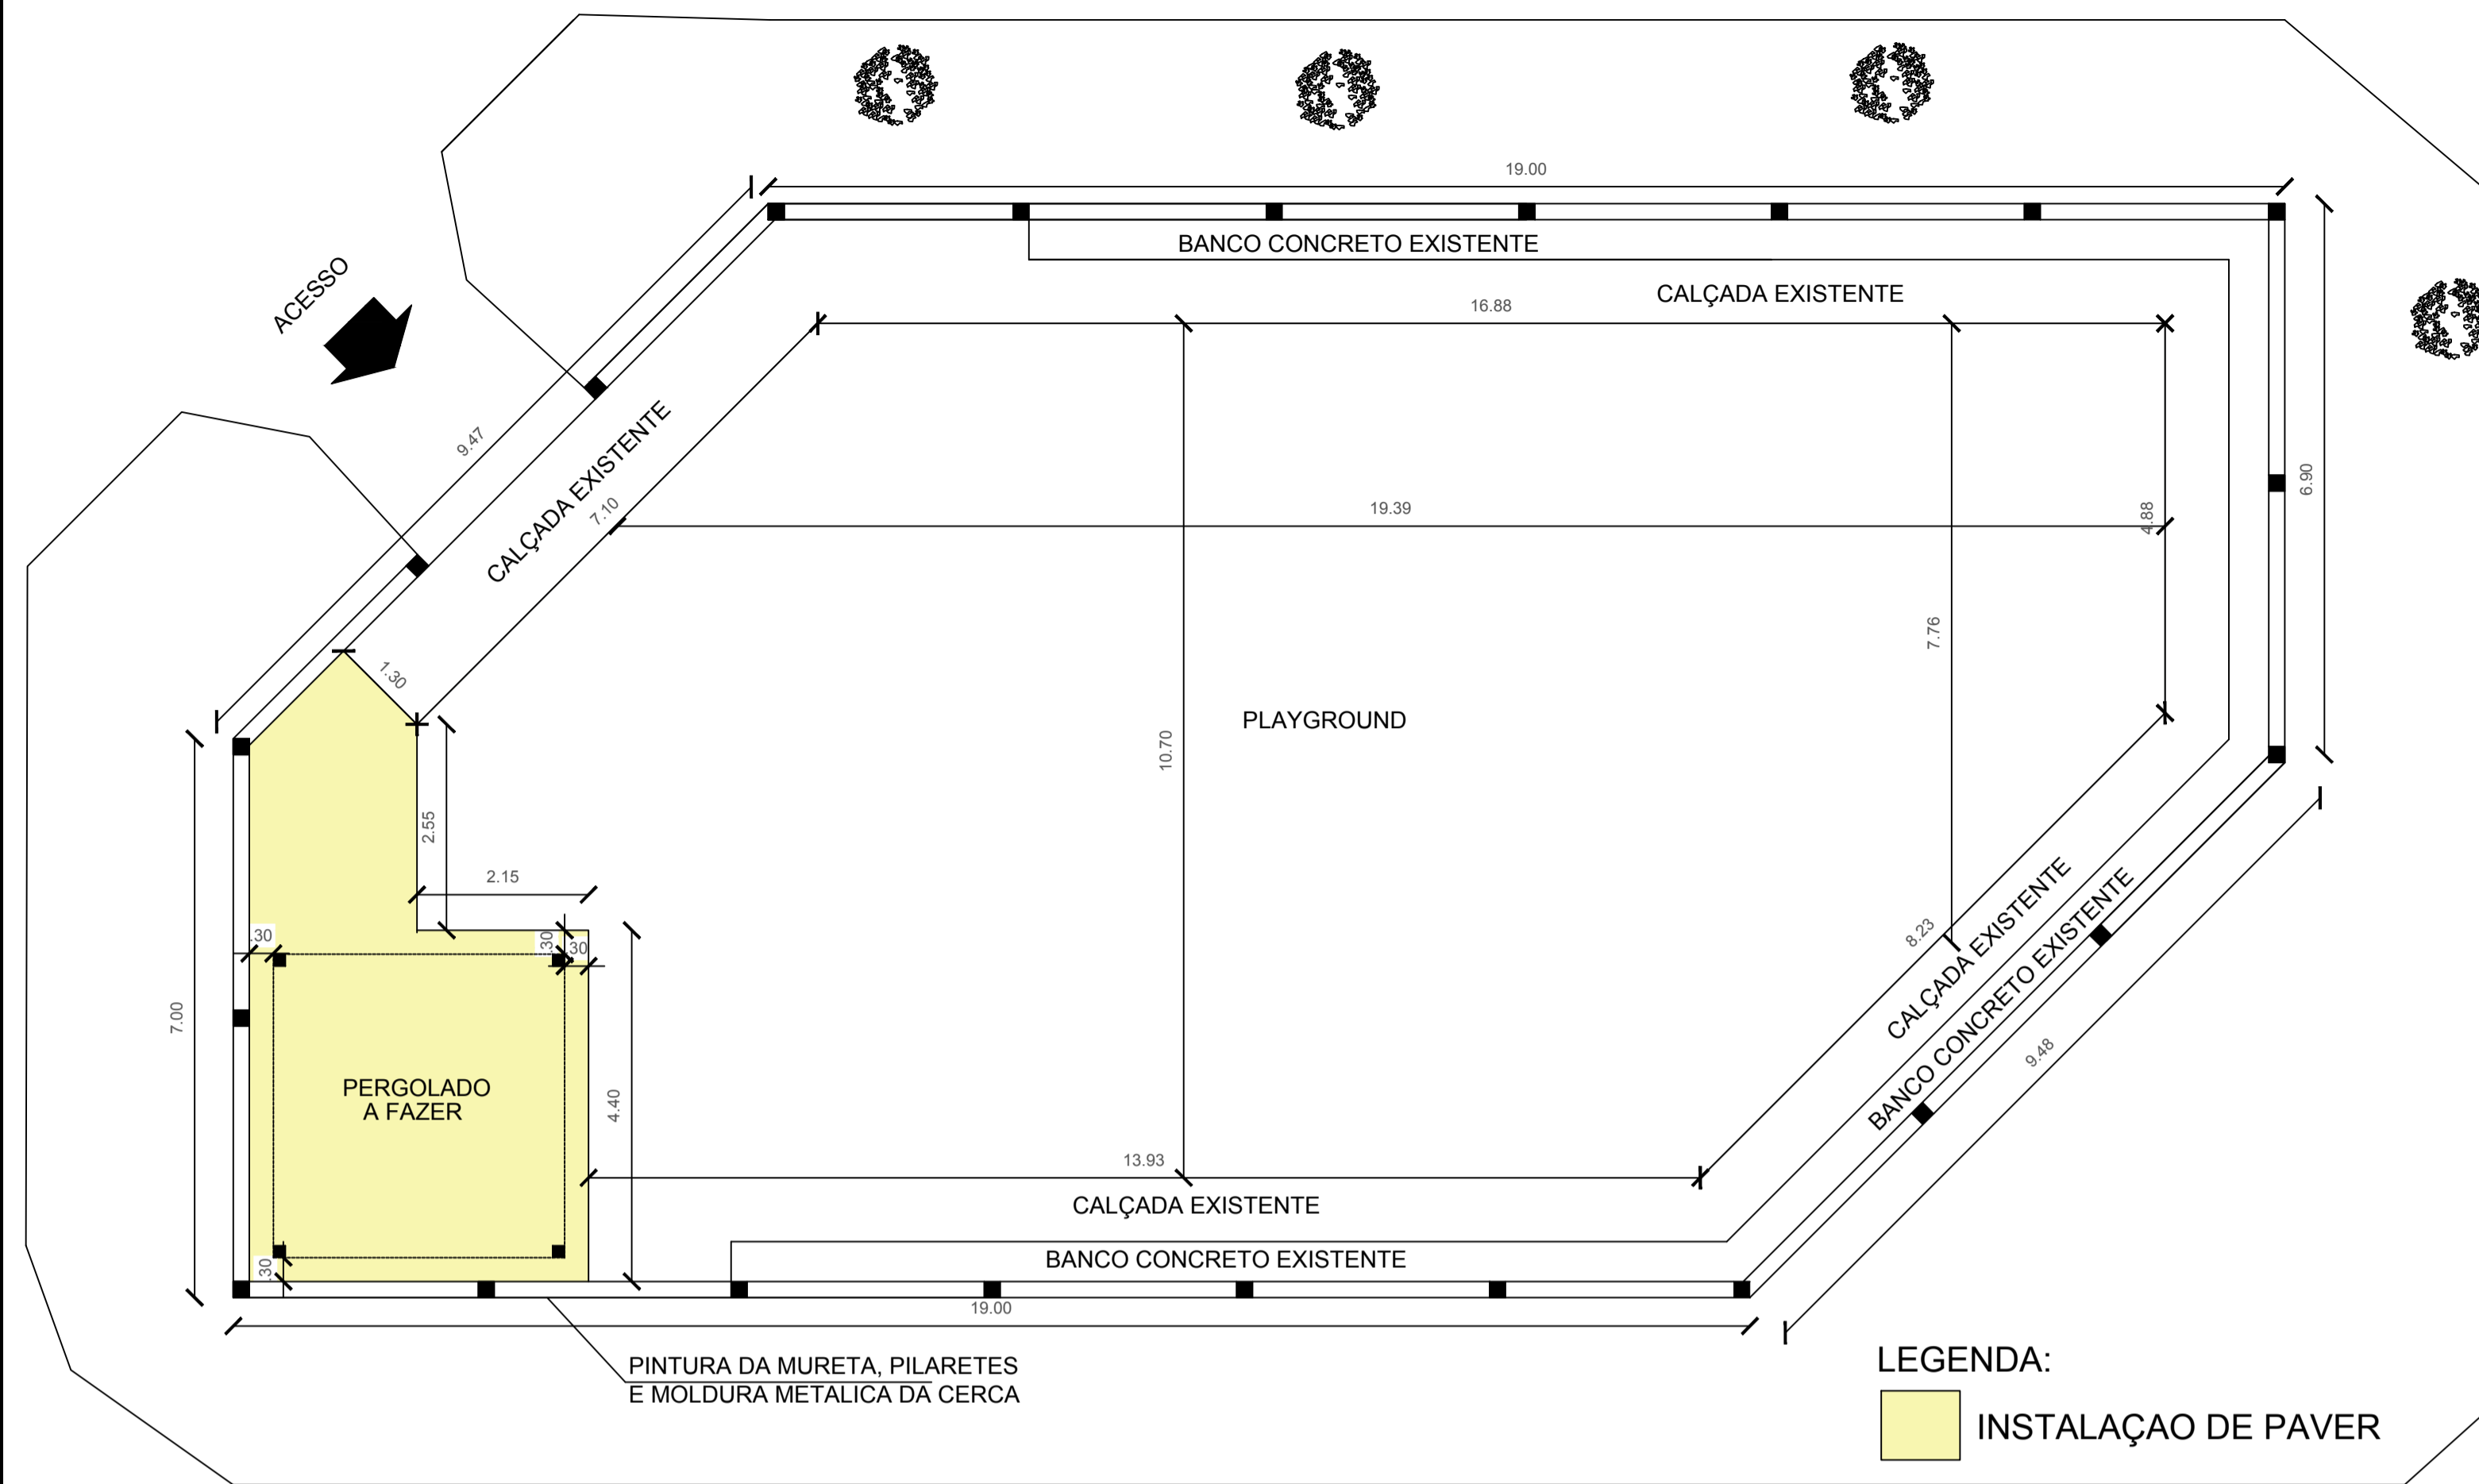 19.00
BANCO CONCRETO EXISTENTE
CALÇADA EXISTENTE
16.88
ACESSO
9.47
CALÇADA EXISTENTE
7.10
19.39
4.88
6.90
1.30
7.76
PLAYGROUND
10.70
2.55
2.15
.30
.30
.30
8.23
CALÇADA EXISTENTE
BANCO CONCRETO EXISTENTE
9.48
7.00
PERGOLADO
A FAZER
4.40
13.93
CALÇADA EXISTENTE
BANCO CONCRETO EXISTENTE
.30
19.00
PINTURA DA MURETA, PILARETES
E MOLDURA METALICA DA CERCA
LEGENDA:
INSTALAÇAO DE PAVER